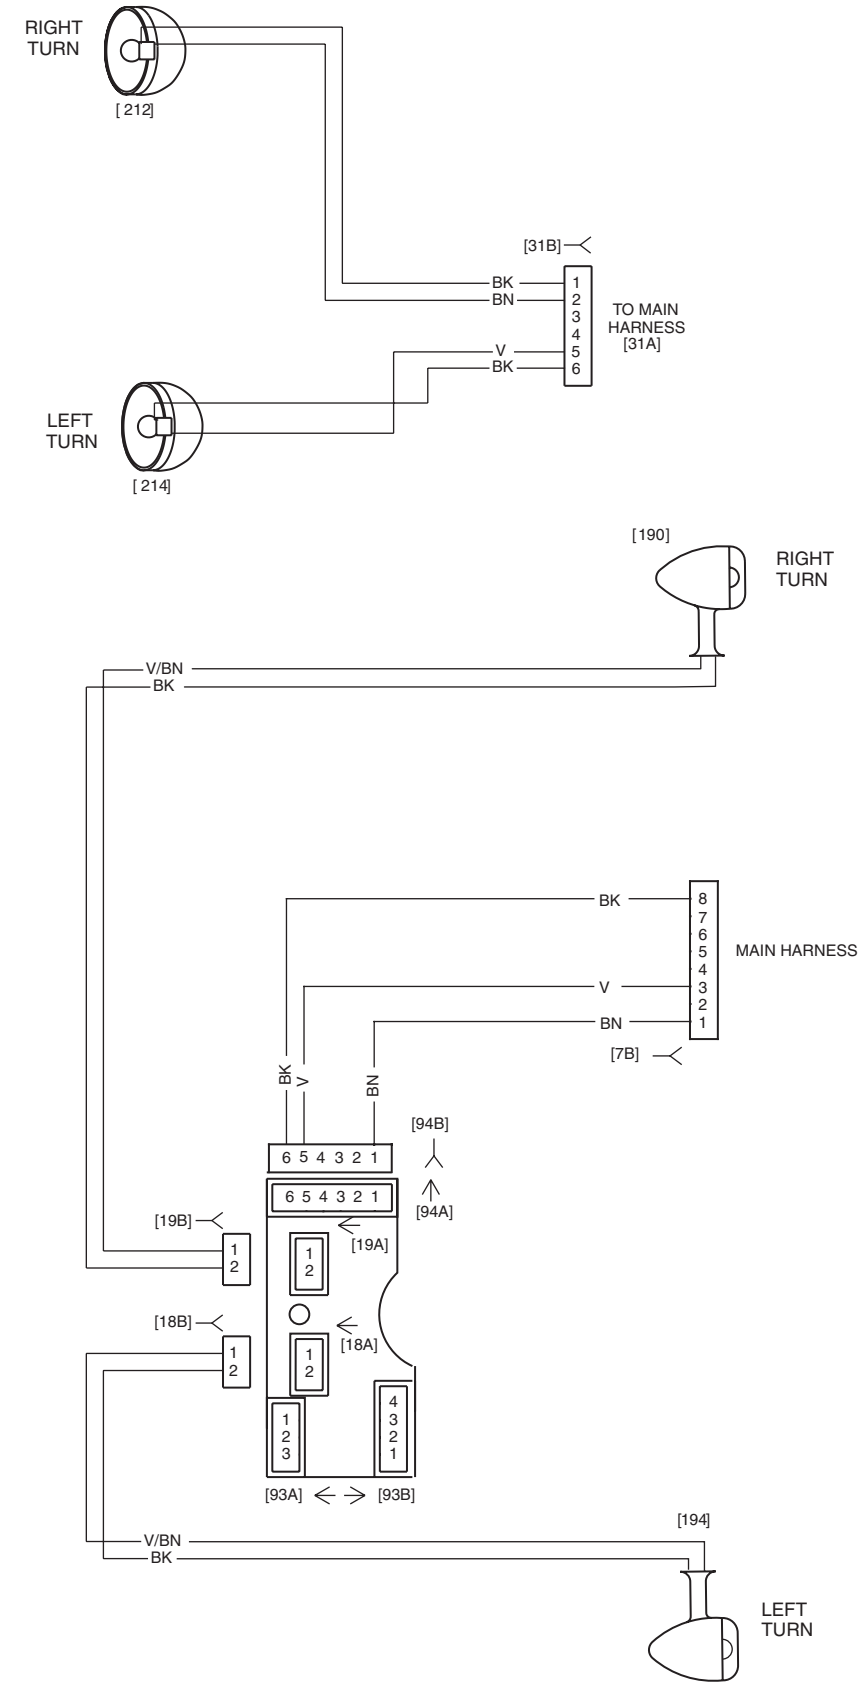 RIGHT
TURN
[ 212]
[31B]
BK
BN
V
BK
1
2
3
4
5
6
TO MAIN
HARNESS
[31A]
LEFT
TURN
[ 214]
[190]
RIGHT
TURN
V/BN
BK
BK
V
BN
8
7
6
5
4
3
2
1
MAIN HARNESS
[7B]
BK
V
BN
[94B]
6 5 4 3 2 1
6 5 4 3 2 1
[94A]
[19B]
1
2
[19A]
1
2
[18B]
1
2
[18A]
1
2
1
2
3
4
3
2
1
[93A]
[93B]
[194]
V/BN
BK
LEFT
TURN